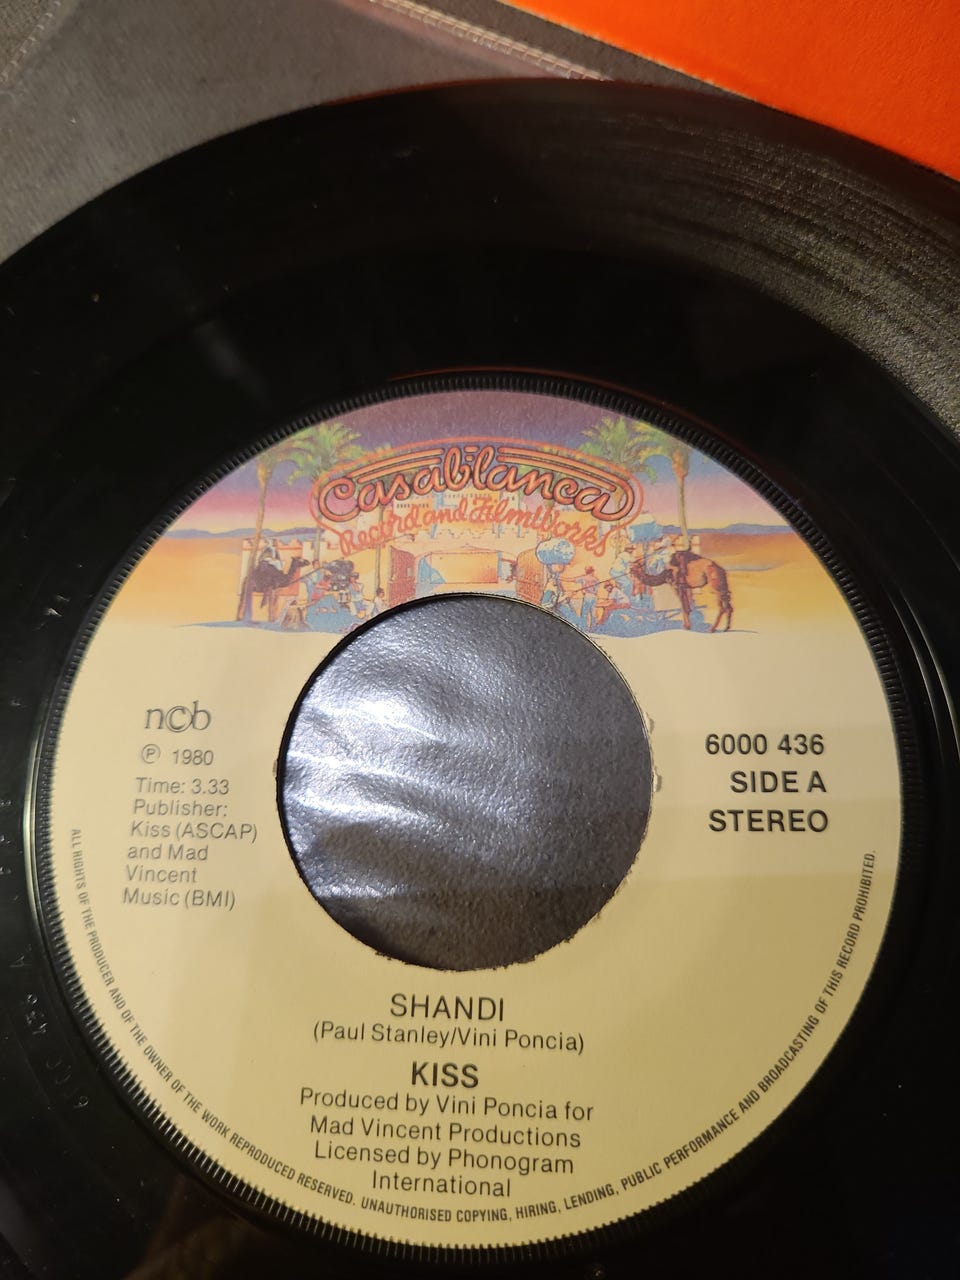 Casablanca
Record and FilmWorks
ncb
Ⓟ 1980
Time: 3.33
Publisher:
Kiss (ASCAP)
and Mad
Vincent
Music (BMI)
6000 436
SIDE A
STEREO
SHANDI
(Paul Stanley/Vini Poncia)
KISS
Produced by Vini Poncia for
Mad Vincent Productions
Licensed by Phonogram
International
ALL RIGHTS OF THE PRODUCER AND OF THE OWNER OF THE WORK REPRODUCED RESERVED. UNAUTHORISED COPYING, HIRING, LENDING, PUBLIC PERFORMANCE AND BROADCASTING OF THIS RECORD PROHIBITED.